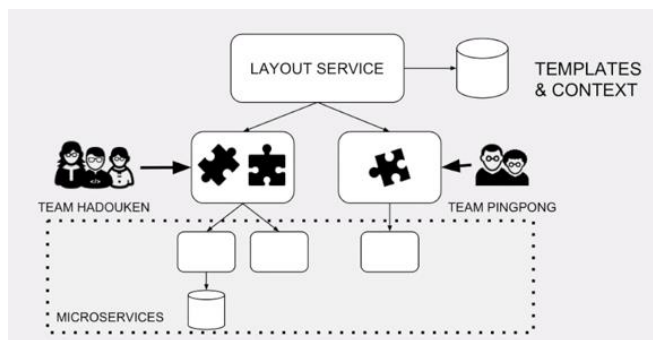 LAYOUT SERVICE
TEMPLATES
& CONTEXT
TEAM HADOUKEN
TEAM PINGPONG
MICROSERVICES